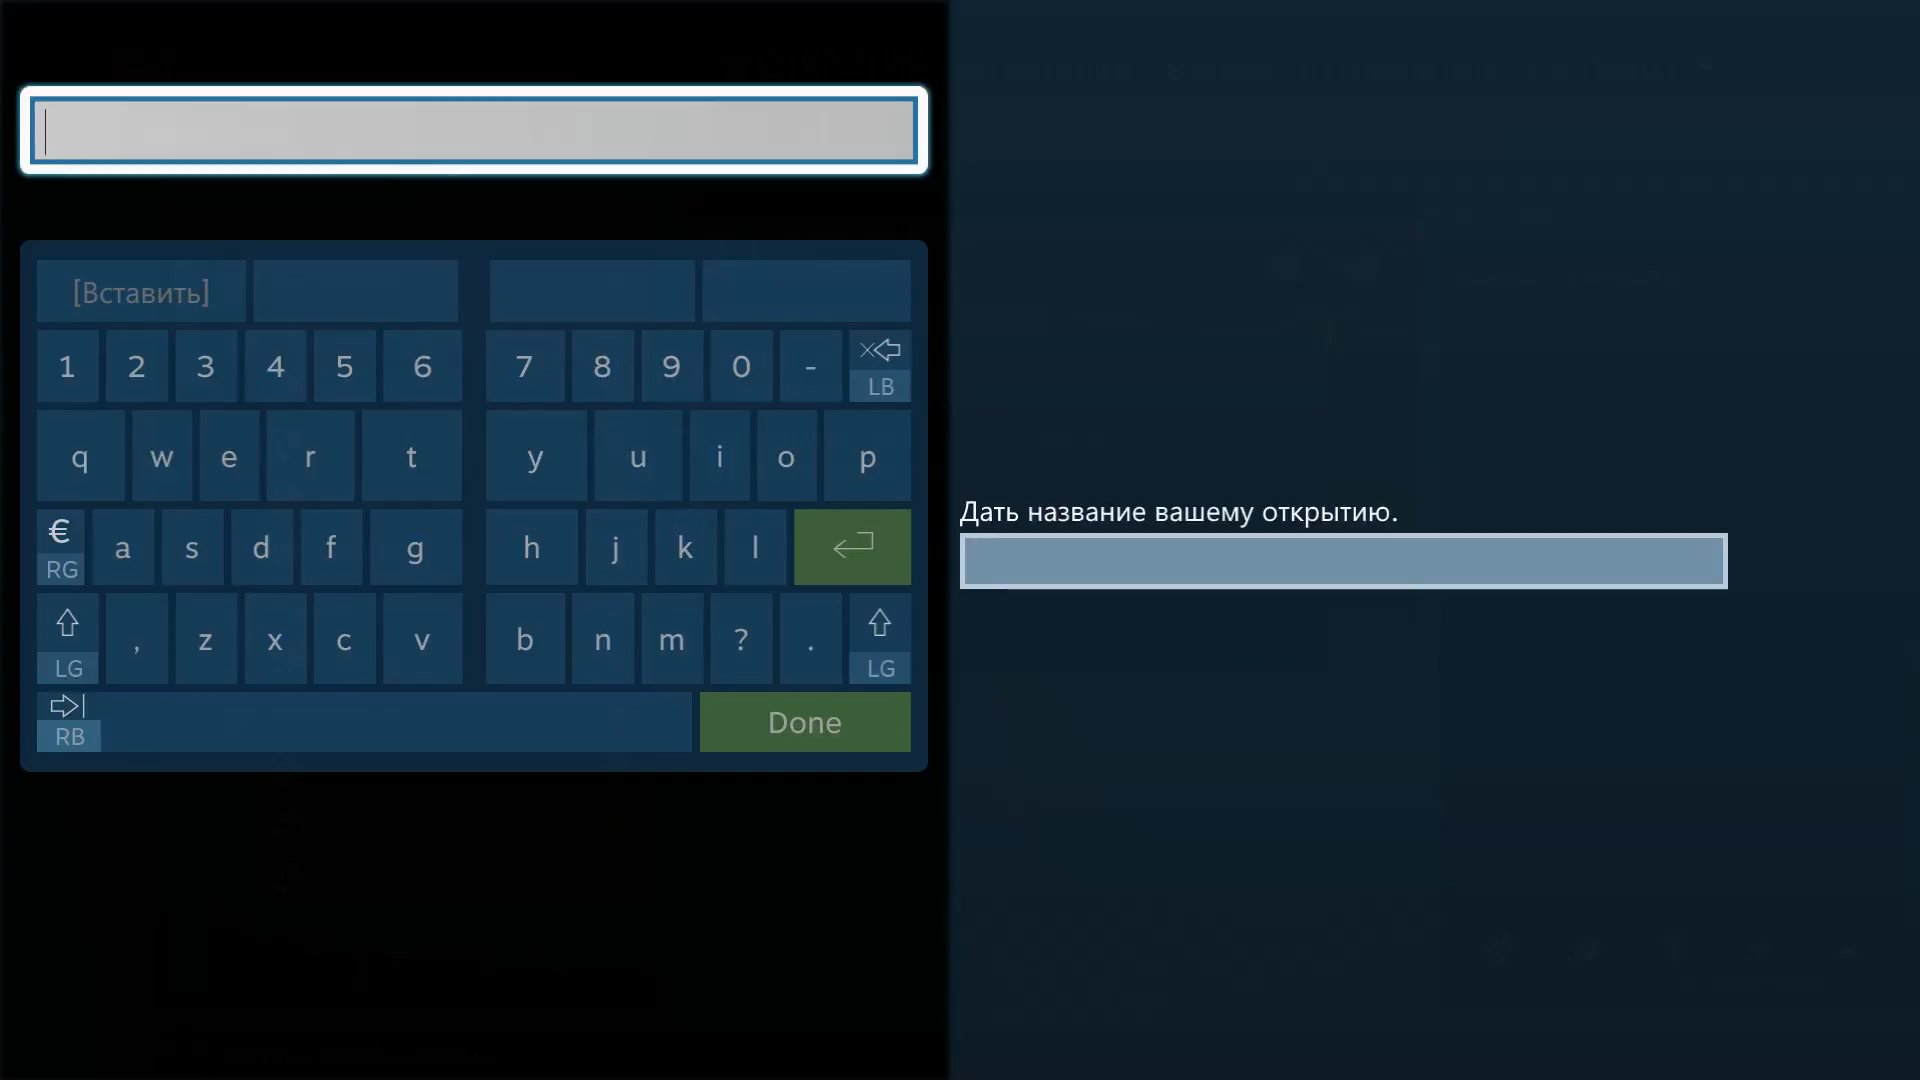 [Вставить]
1 2 3 4 5 6 7 8 9 0 -
LB
q w e r t y u i o p
€ a s d f g h j k l
RG
, z x c v b n m ? .
LG LG
RB
Done
Дать название вашему открытию.